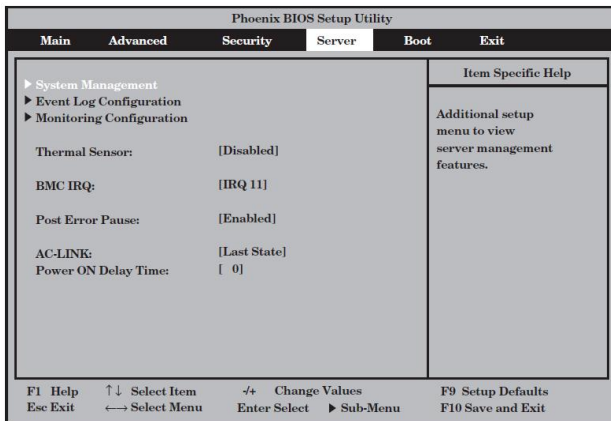 Phoenix BIOS Setup Utility
Main Advanced Security Server Boot Exit
Item Specific Help
▶ System Management
▶ Event Log Configuration
▶ Monitoring Configuration
Additional setup
menu to view
server management
features.
Thermal Sensor: [Disabled]
BMC IRQ: [IRQ 11]
Post Error Pause: [Enabled]
AC-LINK: [Last State]
Power ON Delay Time: [ 0]
F1 Help ↑↓ Select Item -/+ Change Values F9 Setup Defaults
Esc Exit ←→ Select Menu Enter Select ▶ Sub-Menu F10 Save and Exit